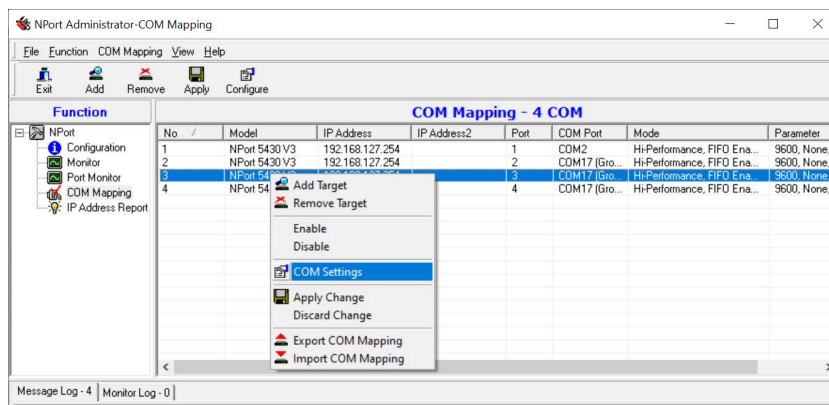 NPort Administrator-COM Mapping
File Function COM Mapping View Help
Exit Add Remove Apply Configure
Function
COM Mapping - 4 COM
NPort
Configuration
Monitor
Port Monitor
COM Mapping
IP Address Report
No / Model IP Address IP Address2 Port COM Port Mode Parameter
1 NPort 5430 V3 192.168.127.254 1 COM2 Hi-Performance, FIFO Ena... 9600, None,
2 NPort 5430 V3 192.168.127.254 2 COM17 (Gro... Hi-Performance, FIFO Ena... 9600, None,
3 3 COM17 (Gro... Hi-Performance, FIFO Ena... 9600, None,
4 NPort 54 4 COM17 (Gro... Hi-Performance, FIFO Ena... 9600, None,
Add Target
Remove Target
Enable
Disable
COM Settings
Apply Change
Discard Change
Export COM Mapping
Import COM Mapping
Message Log - 4 Monitor Log - 0